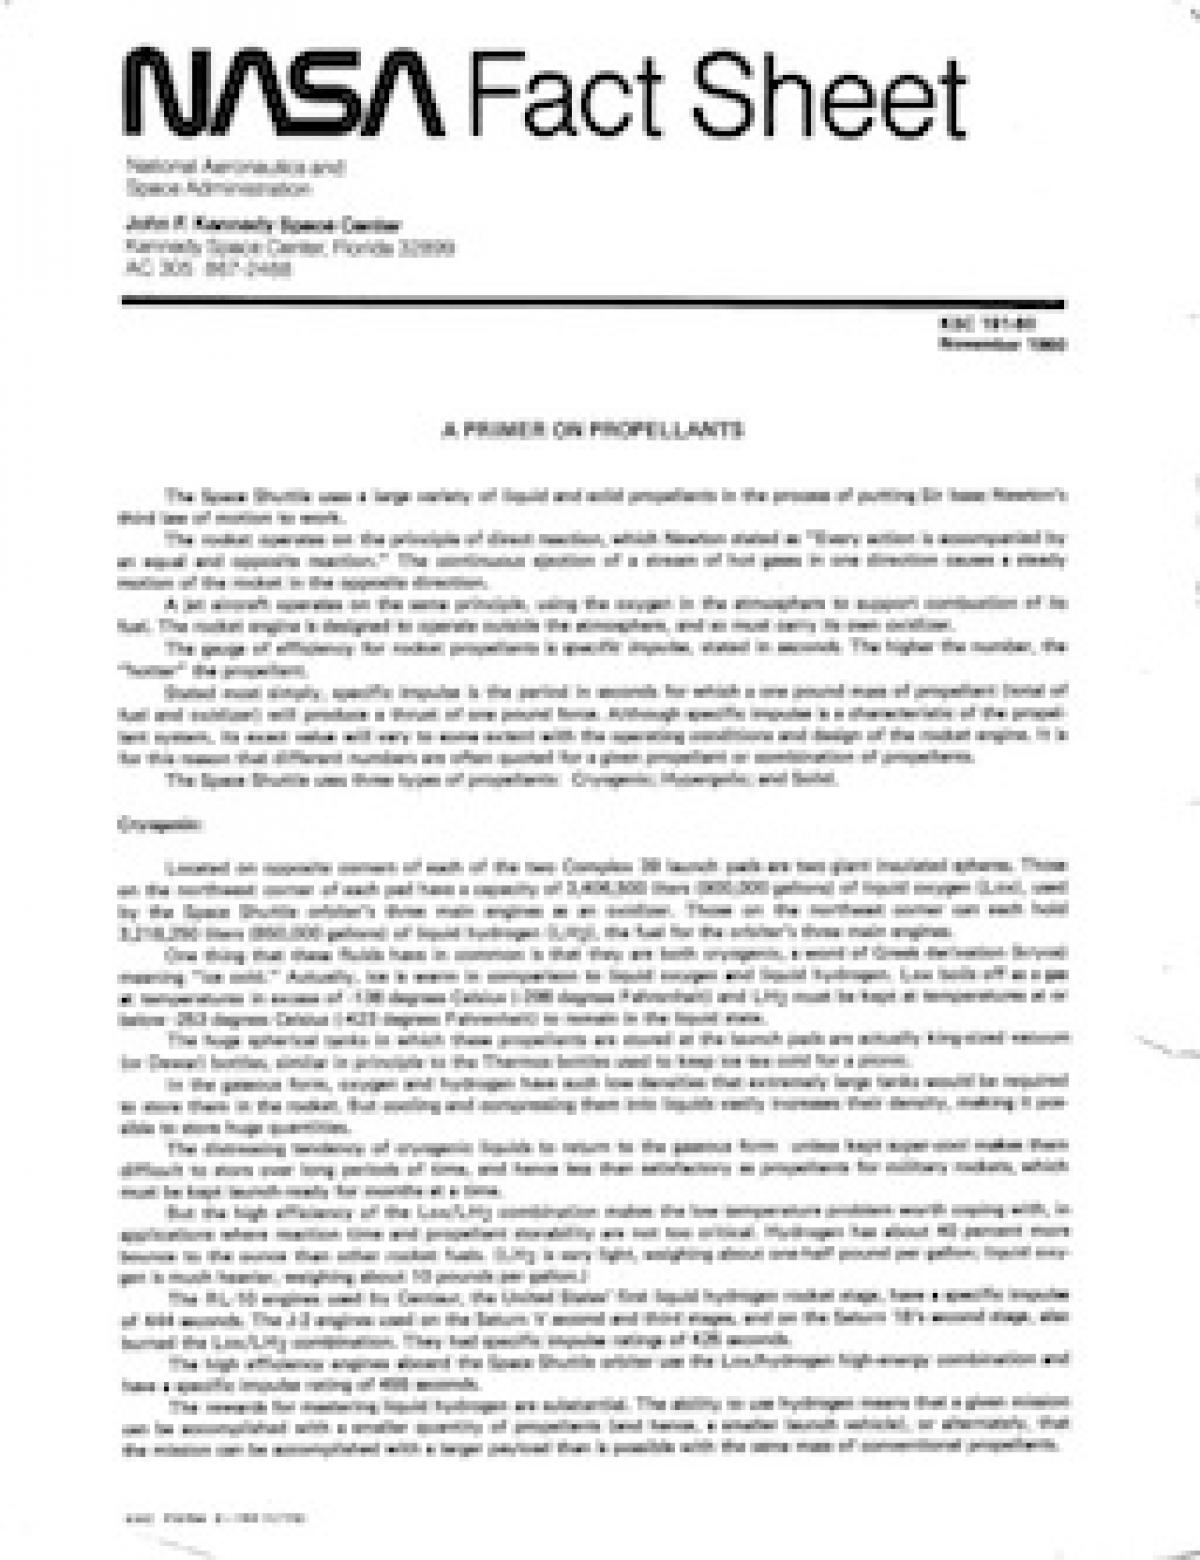 NASA Fact Sheet
National Aeronautics and
Space Administration
John F. Kennedy Space Center
Kennedy Space Center, Florida 32899
AC 305 867-2468
KSC 191-80
November 1980
A PRIMER ON PROPELLANTS
The Space Shuttle uses a large variety of liquid and solid propellants in the process of putting Sir Isaac Newton's
third law of motion to work.
The rocket operates on the principle of direct reaction, which Newton stated as "Every action is accompanied by
an equal and opposite reaction." The continuous ejection of a stream of hot gases in one direction causes a steady
motion of the rocket in the opposite direction.
A jet aircraft operates on the same principle, using the oxygen in the atmosphere to support combustion of its
fuel. The rocket engine is designed to operate outside the atmosphere, and so must carry its own oxidizer.
The gauge of efficiency for rocket propellants is specific impulse, stated in seconds. The higher the number, the
"hotter" the propellant.
Stated most simply, specific impulse is the period in seconds for which a one pound mass of propellant (total of
fuel and oxidizer) will produce a thrust of one pound force. Although specific impulse is a characteristic of the propel-
lant system, its exact value will vary to some extent with the operating conditions and design of the rocket engine. It is
for this reason that different numbers are often quoted for a given propellant or combination of propellants.
The Space Shuttle uses three types of propellants: Cryogenic; Hypergolic; and Solid.
Cryogenic
Located on opposite corners of each of the two Complex 39 launch pads are two giant insulated spheres. Those
on the northwest corner of each pad have a capacity of 3,406,500 liters (900,000 gallons) of liquid oxygen (Lox), used
by the Space Shuttle orbiter's three main engines as an oxidizer. Those on the northeast corner can each hold
3,218,250 liters (850,000 gallons) of liquid hydrogen (LH2), the fuel for the orbiter's three main engines.
One thing that these fluids have in common is that they are both cryogenic, a word of Greek derivation (kryos)
meaning "ice cold." Actually, ice is warm in comparison to liquid oxygen and liquid hydrogen. Lox boils off as a gas
at temperatures in excess of degrees Celsius (-298 degrees Fahrenheit) and LH2 must be kept at temperatures at or
below -253 degrees Celsius (-423 degrees Fahrenheit) to remain in the liquid state.
The huge spherical tanks in which these propellants are stored at the launch pads are actually king-sized vacuum
(or Dewar) bottles, similar in principle to the Thermos bottles used to keep ice tea cold for a picnic.
In the gaseous form, oxygen and hydrogen have such low densities that extremely large tanks would be required
to store them in the rocket. But cooling and compressing them into liquids vastly increases their density, making it pos-
sible to store huge quantities.
The distressing tendency of cryogenic liquids to return to the gaseous form unless kept super-cool makes them
difficult to store over long periods of time, and hence less than satisfactory as propellants for military rockets, which
must be kept launch-ready for months at a time.
But the high efficiency of the Lox/LH2 combination makes the low temperature problem worth coping with, in
applications where reaction time and propellant storability are not too critical. Hydrogen has about 40 percent more
bounce to the ounce than other rocket fuels. (LH2 is very light, weighing about one-half pound per gallon; liquid oxy-
gen is much heavier, weighing about 10 pounds per gallon.)
The RL-10 engines used by Centaur, the United States' first liquid hydrogen rocket stage, have a specific impulse
of 444 seconds. The J-2 engines used on the Saturn V second and third stages, and on the Saturn 1B's second stage, also
burned the Lox/LH2 combination. They had specific impulse ratings of 425 seconds.
The high efficiency engines aboard the Space Shuttle orbiter use the Lox/hydrogen high-energy combination and
have a specific impulse rating of 455 seconds.
The rewards for mastering liquid hydrogen are substantial. The ability to use hydrogen means that a given mission
can be accomplished with a smaller quantity of propellants (and hence, a smaller launch vehicle), or alternately, that
the mission can be accomplished with a larger payload than is possible with the same mass of conventional propellants.